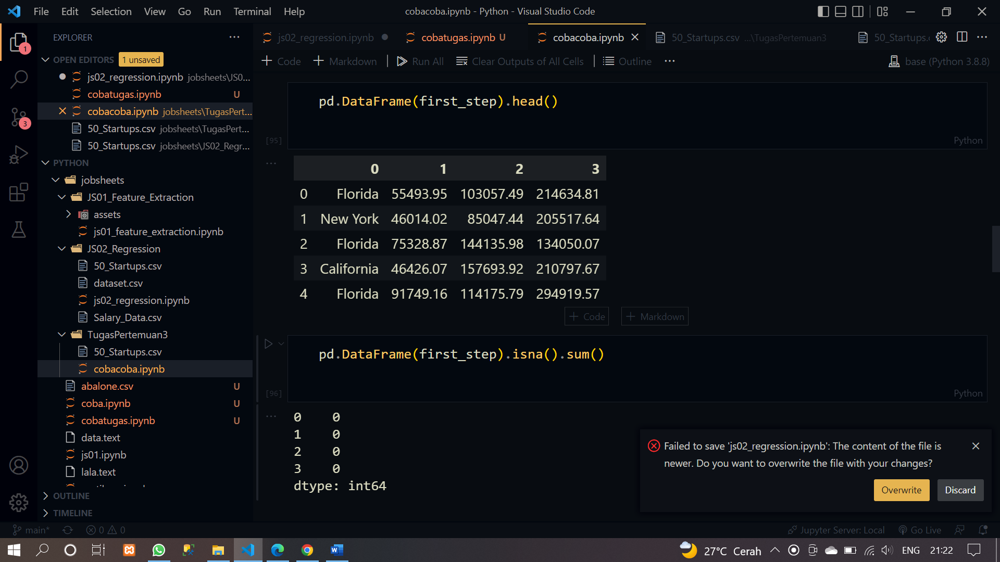 File Edit Selection View Go Run Terminal Help
cobacoba.ipynb - Python - Visual Studio Code
EXPLORER
OPEN EDITORS 1 unsaved
js02_regression.ipynb jobsheets\JS0...
cobatugas.ipynb U
cobacoba.ipynb jobsheets\TugasPert...
50_Startups.csv jobsheets\TugasPert...
50_Startups.csv jobsheets\JS02_Regr...
PYTHON
jobsheets
JS01_Feature_Extraction
assets
js01_feature_extraction.ipynb
JS02_Regression
50_Startups.csv
dataset.csv
js02_regression.ipynb
Salary_Data.csv
TugasPertemuan3
50_Startups.csv
cobacoba.ipynb
abalone.csv U
coba.ipynb U
cobatugas.ipynb U
data.text
js01.ipynb
lala.text
OUTLINE
TIMELINE
1
3
js02_regression.ipynb cobatugas.ipynb U cobacoba.ipynb 50_Startups.csv ...\TugasPertemuan3 50_Startups.
Code Markdown Run All Clear Outputs of All Cells Outline base (Python 3.8.8)
pd.DataFrame(first_step).head()
[95] Python
0 1 2 3
0 Florida 55493.95 103057.49 214634.81
1 New York 46014.02 85047.44 205517.64
2 Florida 75328.87 144135.98 134050.07
3 California 46426.07 157693.92 210797.67
4 Florida 91749.16 114175.79 294919.57
Code Markdown
pd.DataFrame(first_step).isna().sum()
[96] Python
0 0
1 0
2 0
3 0
dtype: int64
Failed to save 'js02_regression.ipynb': The content of the file is
newer. Do you want to overwrite the file with your changes?
Overwrite Discard
main* 0 0 Jupyter Server: Local Go Live
27°C Cerah ENG 21:22